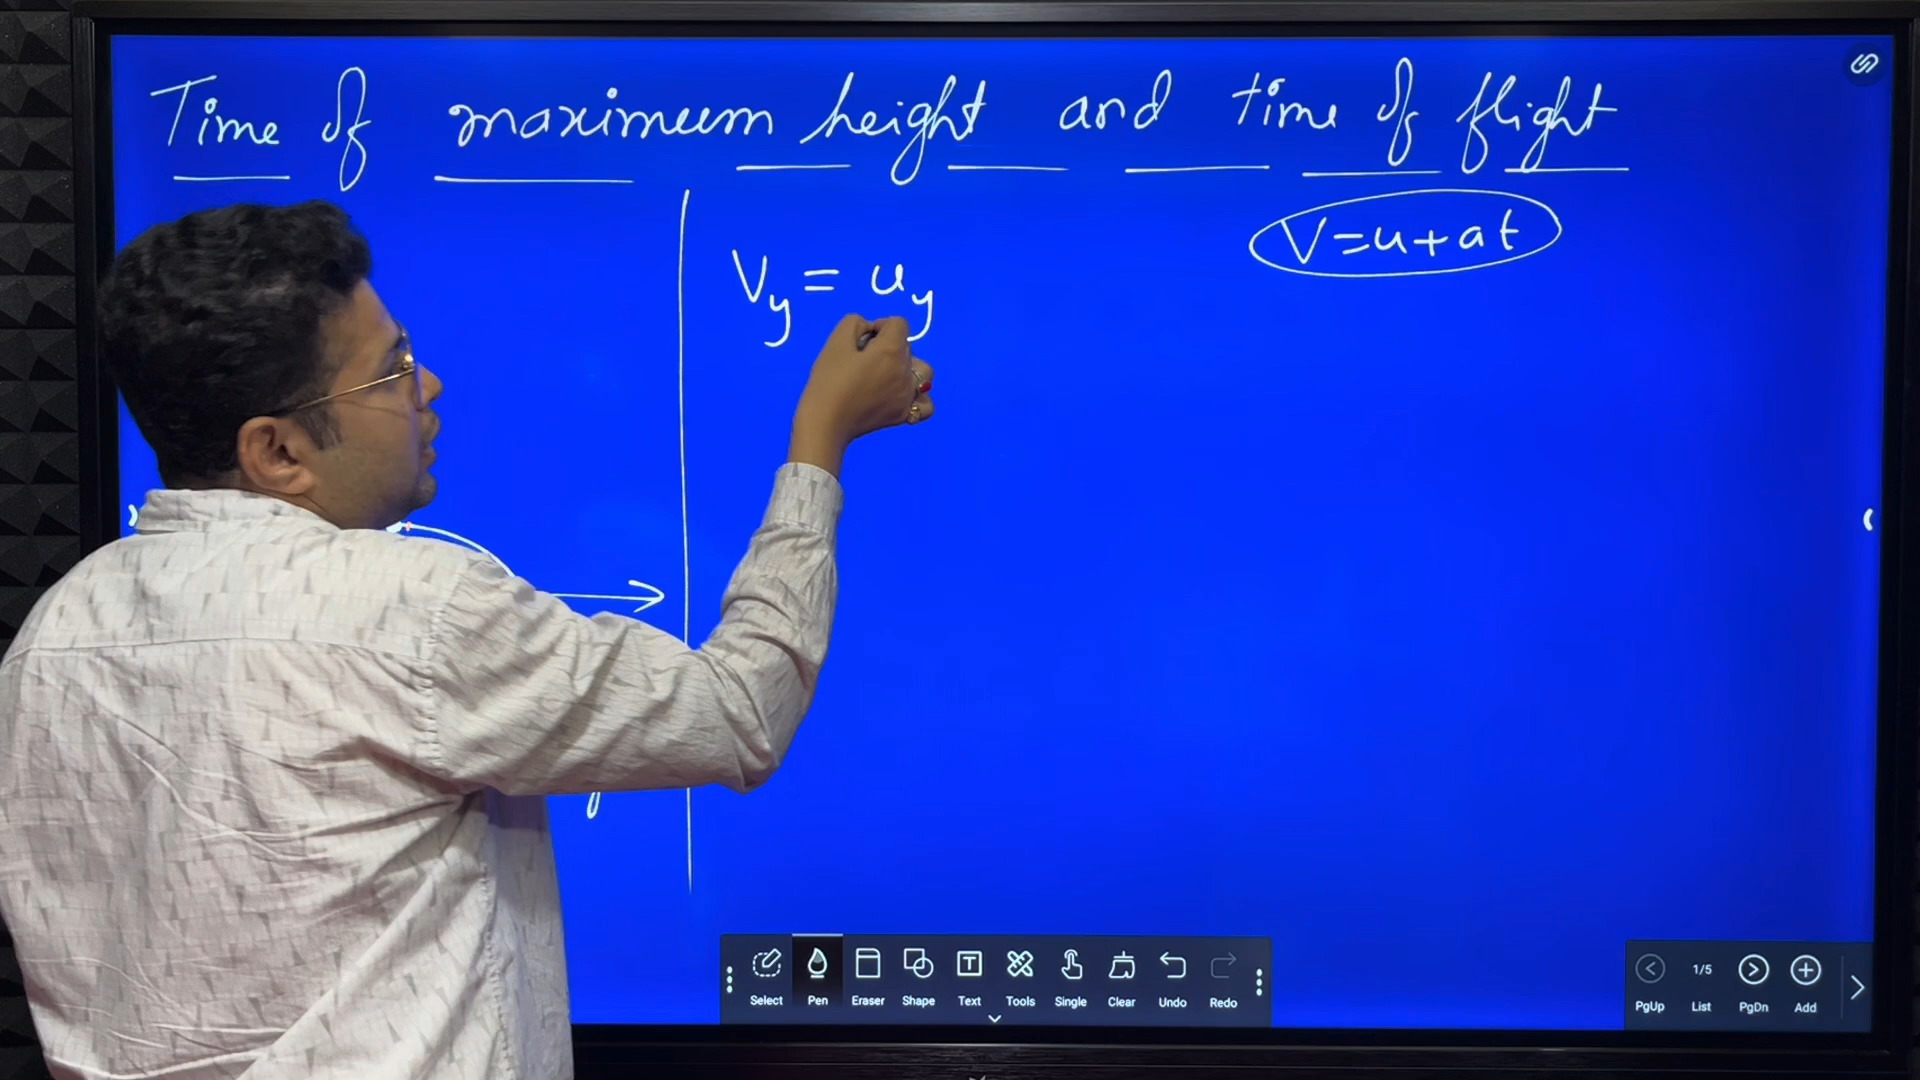 Time of maximum height and time of flight
V=u+at
Vy = uy
Select Pen Eraser Shape Text Tools Single Clear Undo Redo
1/5
PgUp List PgDn Add